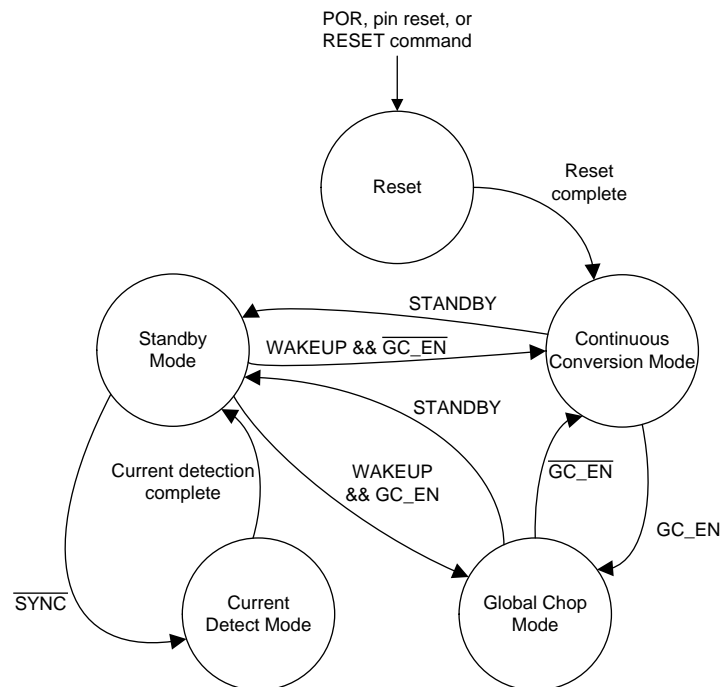 POR, pin reset, or
RESET command
Reset
Reset
complete
STANDBY
Standby
Mode
WAKEUP && GC_EN
Continuous
Conversion Mode
STANDBY
Current detection
complete
WAKEUP
&& GC_EN
GC_EN
GC_EN
SYNC
Current
Detect Mode
Global Chop
Mode